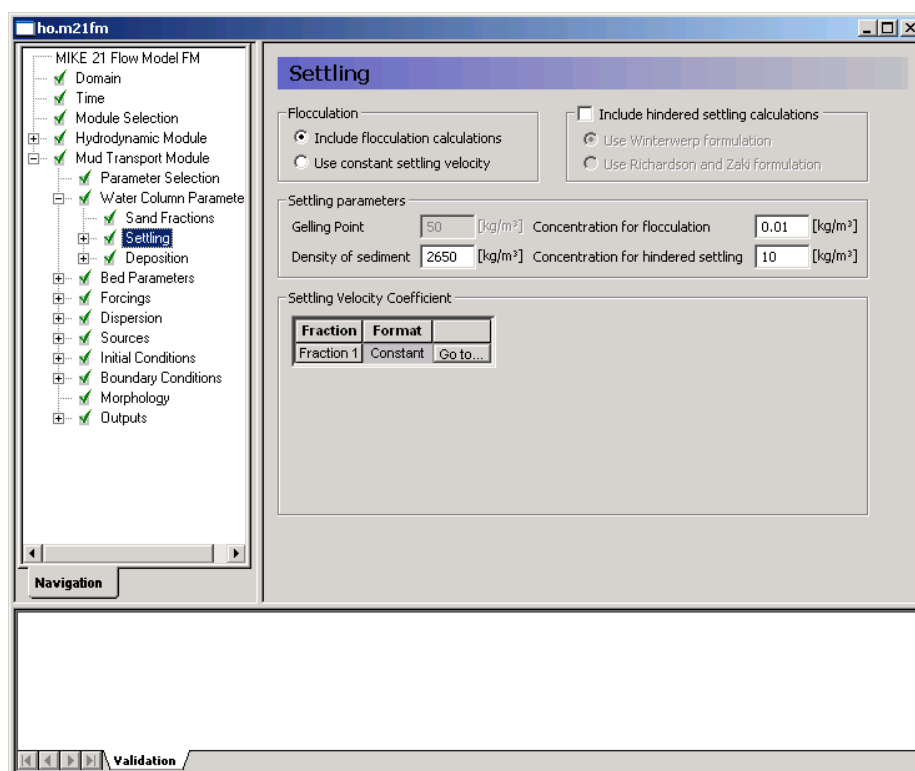 ho.m21fm
MIKE 21 Flow Model FM
Domain
Time
Module Selection
Hydrodynamic Module
Mud Transport Module
Parameter Selection
Water Column Paramete
Sand Fractions
Settling
Deposition
Bed Parameters
Forcings
Dispersion
Sources
Initial Conditions
Boundary Conditions
Morphology
Outputs
Navigation
Settling
Flocculation
Include flocculation calculations
Use constant settling velocity
Include hindered settling calculations
Use Winterwerp formulation
Use Richardson and Zaki formulation
Settling parameters
Gelling Point 50 [kg/m³] Concentration for flocculation 0.01 [kg/m³]
Density of sediment 2650 [kg/m³] Concentration for hindered settling 10 [kg/m³]
Settling Velocity Coefficient
Fraction Format
Fraction 1 Constant Go to...
Validation